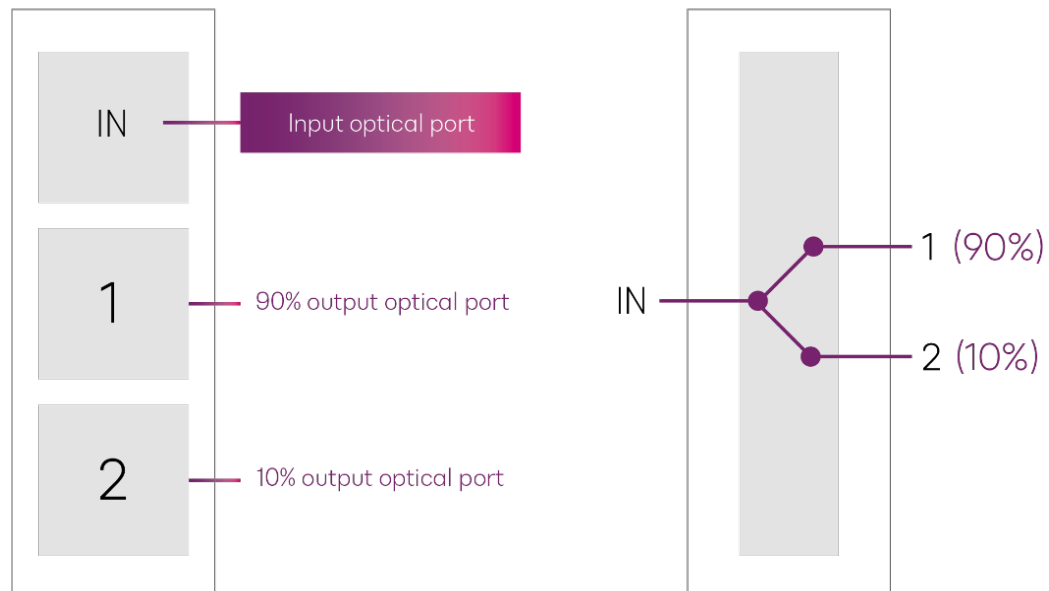 IN
Input optical port
1
90% output optical port
2
10% output optical port
IN
1 (90%)
2 (10%)